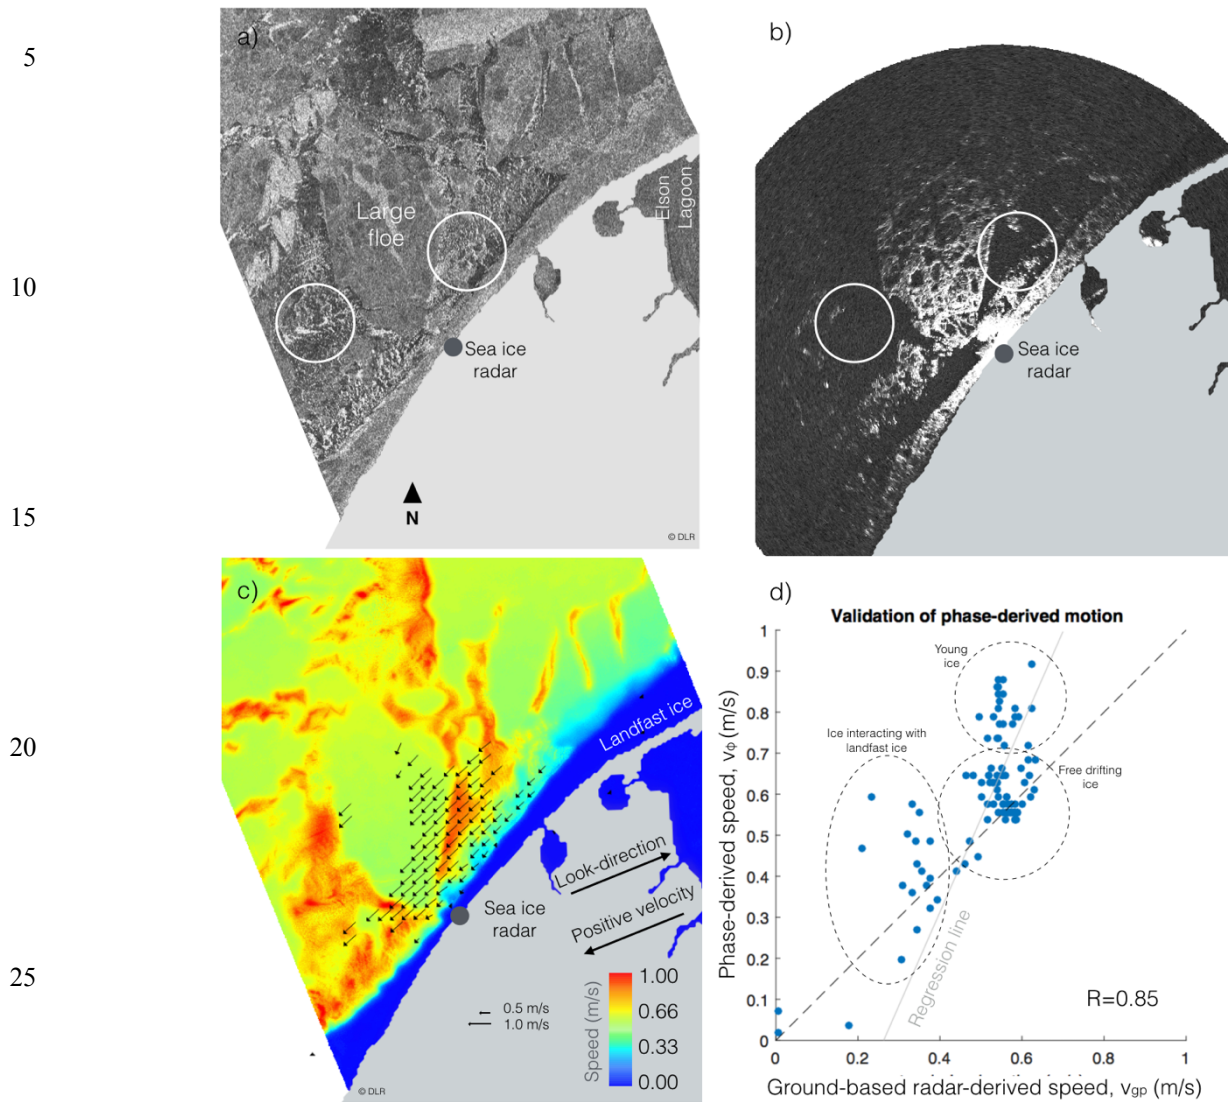 5
10
15
20
25
a)
Large
floe
Elson
Lagoon
Sea ice
radar
N
© DLR
b)
Sea ice
radar
c)
Landfast ice
Look-direction
Positive velocity
Sea ice
radar
0.5 m/s
1.0 m/s
Speed (m/s)
1.00
0.66
0.33
0.00
© DLR
d)
Validation of phase-derived motion
Phase-derived speed, vϕ (m/s)
1
0.9
0.8
0.7
0.6
0.5
0.4
0.3
0.2
0.1
0
Young
ice
Ice interacting with
landfast ice
Free drifting
ice
Regression line
R=0.85
0
0.2
0.4
0.6
0.8
1
Ground-based radar-derived speed, vgp (m/s)